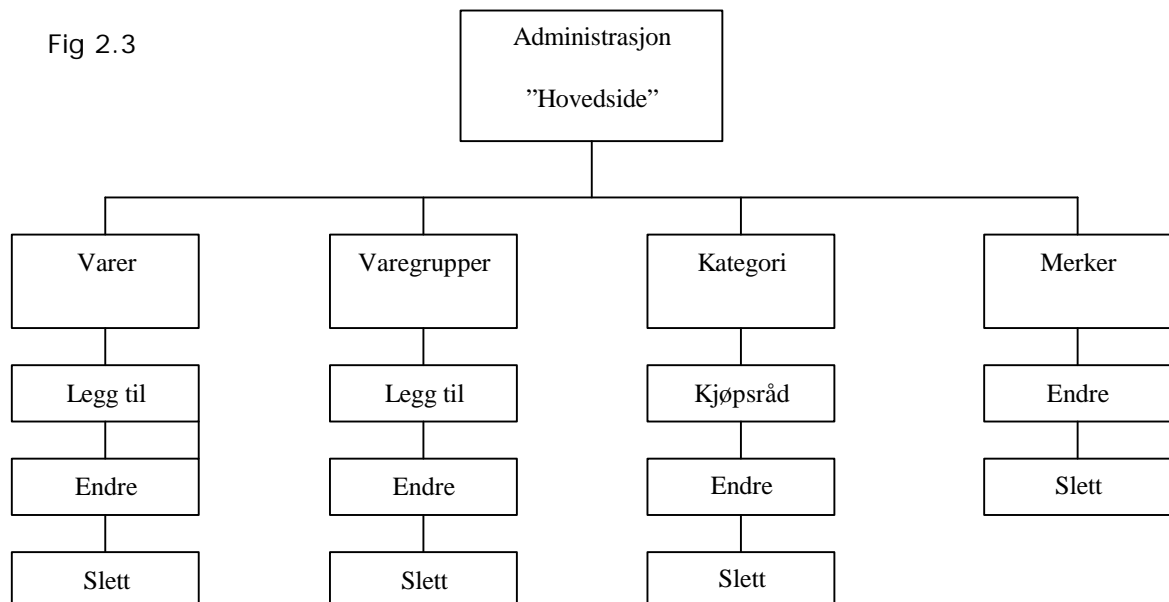 Fig 2.3
Administrasjon
”Hovedside”
Varer
Varegrupper
Kategori
Merker
Legg til
Legg til
Kjøpsråd
Endre
Endre
Endre
Endre
Slett
Slett
Slett
Slett